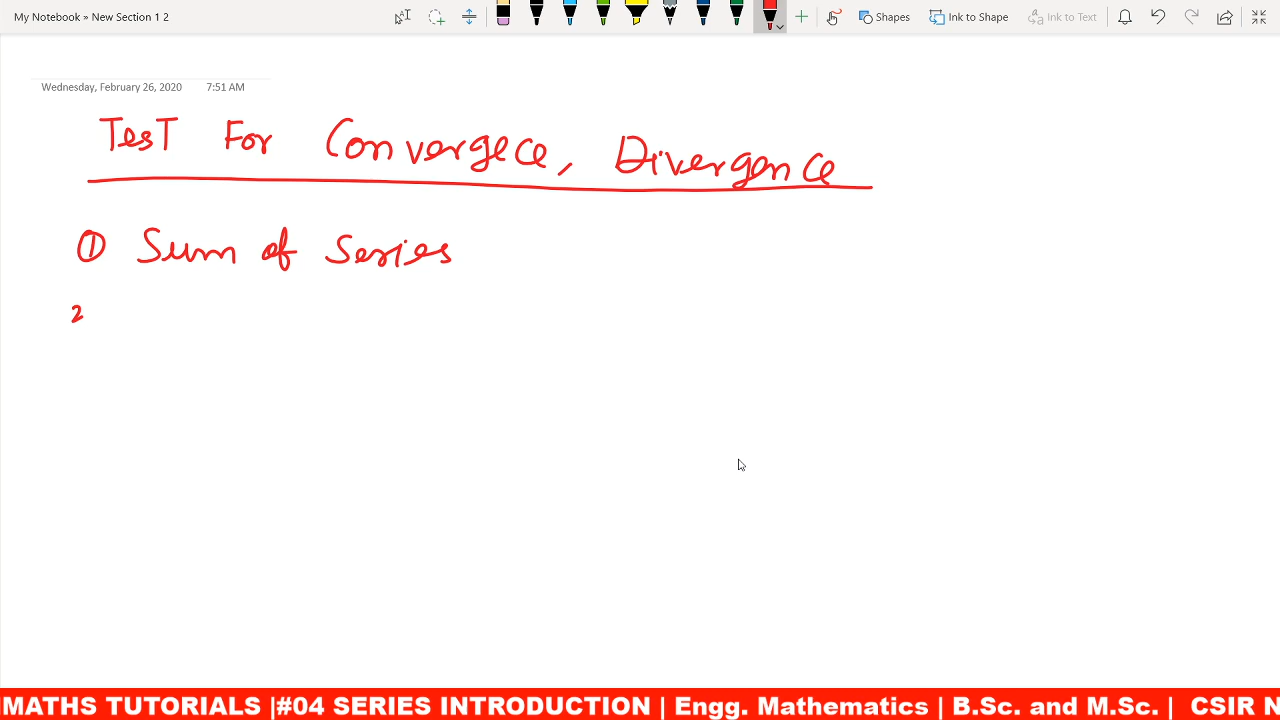 My Notebook » New Section 1 2
Shapes Ink to Shape Ink to Text
Wednesday, February 26, 2020 7:51 AM
TesT For Convergece, Divergence
① Sum of Series
2
MATHS TUTORIALS |#04 SERIES INTRODUCTION | Engg. Mathematics | B.Sc. and M.Sc. | CSIR N